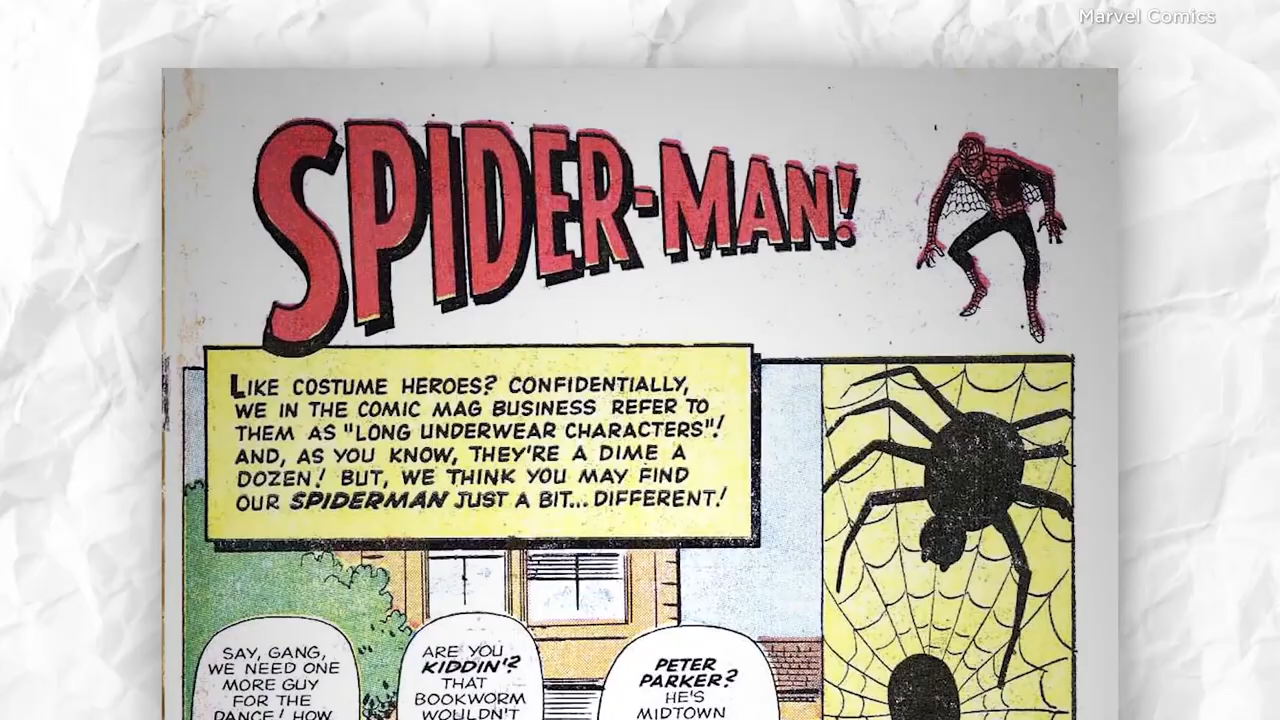 Marvel Comics
SPIDER-MAN!
LIKE COSTUME HEROES? CONFIDENTIALLY,
WE IN THE COMIC MAG BUSINESS REFER TO
THEM AS "LONG UNDERWEAR CHARACTERS"!
AND, AS YOU KNOW, THEY'RE A DIME A
DOZEN! BUT, WE THINK YOU MAY FIND
OUR SPIDERMAN JUST A BIT... DIFFERENT!
SAY, GANG,
WE NEED ONE
MORE GUY
FOR THE
DANCE! HOW
ARE YOU
KIDDIN'?
THAT
BOOKWORM
WOULDN'T
PETER
PARKER?
HE'S
MIDTOWN